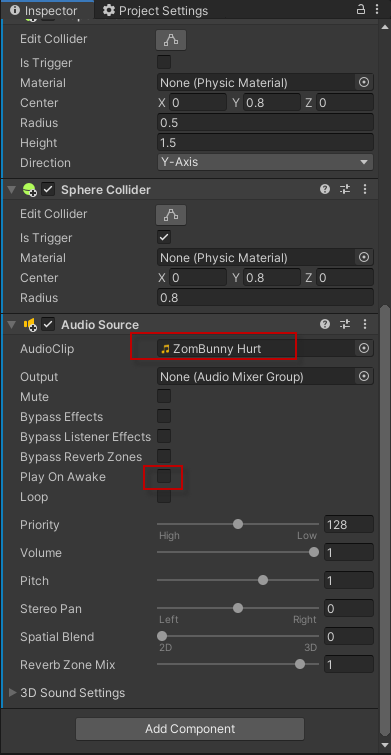 Inspector Project Settings
Edit Collider
Is Trigger
Material None (Physic Material)
Center X 0 Y 0.8 Z 0
Radius 0.5
Height 1.5
Direction Y-Axis
Sphere Collider
Edit Collider
Is Trigger
Material None (Physic Material)
Center X 0 Y 0.8 Z 0
Radius 0.8
Audio Source
AudioClip ZomBunny Hurt
Output None (Audio Mixer Group)
Mute
Bypass Effects
Bypass Listener Effects
Bypass Reverb Zones
Play On Awake
Loop
Priority 128
High Low
Volume 1
Pitch 1
Stereo Pan 0
Left Right
Spatial Blend 0
2D 3D
Reverb Zone Mix 1
3D Sound Settings
Add Component